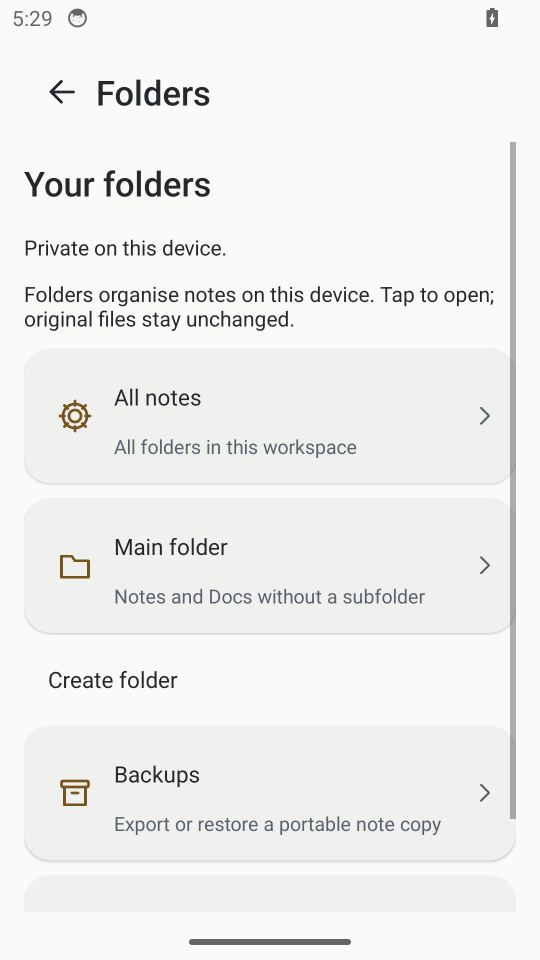 5:29
Folders
Your folders
Private on this device.
Folders organise notes on this device. Tap to open;
original files stay unchanged.
All notes
All folders in this workspace
Main folder
Notes and Docs without a subfolder
Create folder
Backups
Export or restore a portable note copy